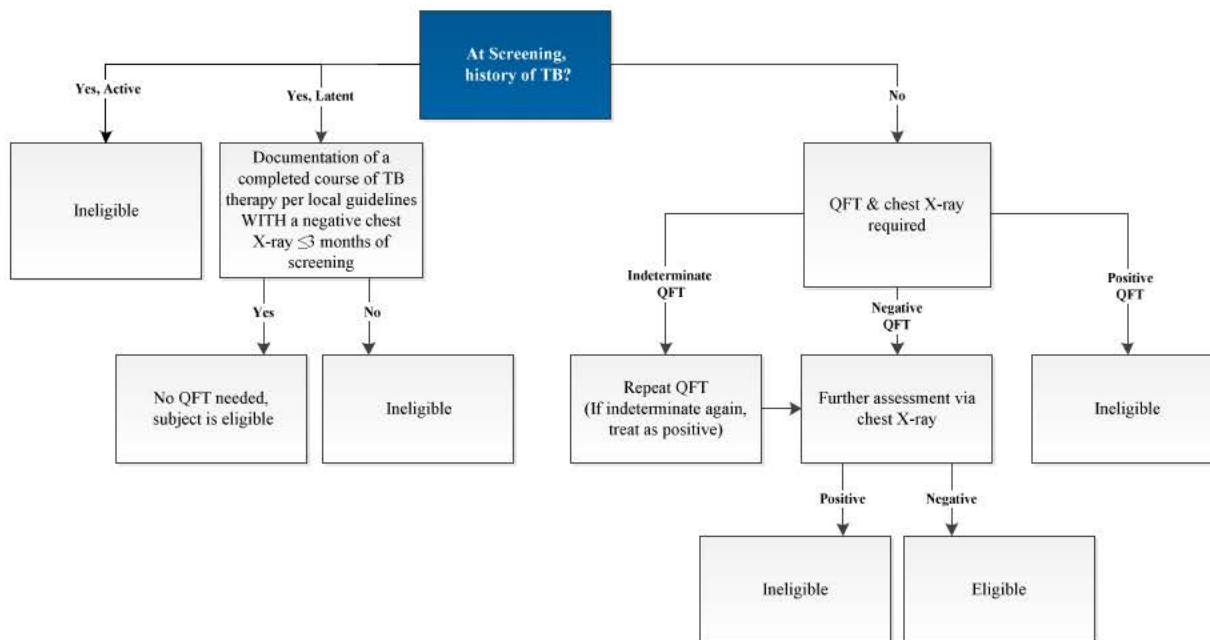 At Screening,
history of TB?
Yes, Active
Yes, Latent
No
Ineligible
Documentation of a
completed course of TB
therapy per local guidelines
WITH a negative chest
X-ray ≤3 months of
screening
QFT & chest X-ray
required
Yes
No
Indeterminate
QFT
Negative
QFT
Positive
QFT
No QFT needed,
subject is eligible
Ineligible
Repeat QFT
(If indeterminate again,
treat as positive)
Further assessment via
chest X-ray
Ineligible
Positive
Negative
Ineligible
Eligible